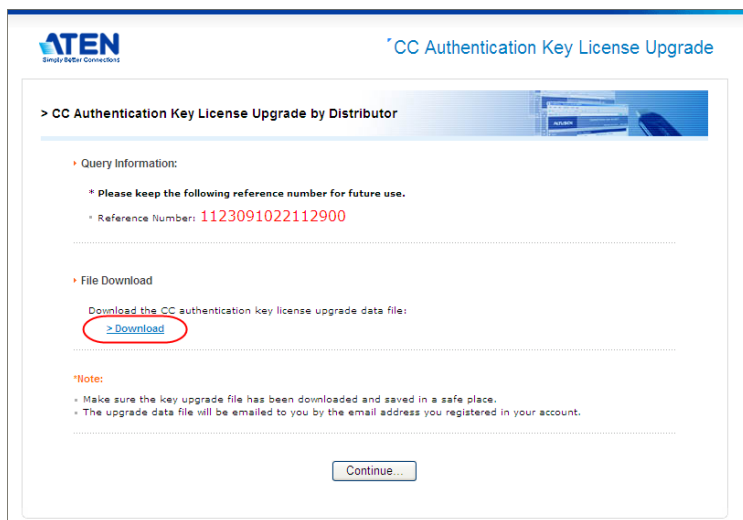 ATEN
Simply Better Connections
CC Authentication Key License Upgrade
> CC Authentication Key License Upgrade by Distributor
Query Information:
* Please keep the following reference number for future use.
Reference Number: 1123091022112900
File Download
Download the CC authentication key license upgrade data file:
> Download
*Note:
Make sure the key upgrade file has been downloaded and saved in a safe place.
The upgrade data file will be emailed to you by the email address you registered in your account.
Continue...